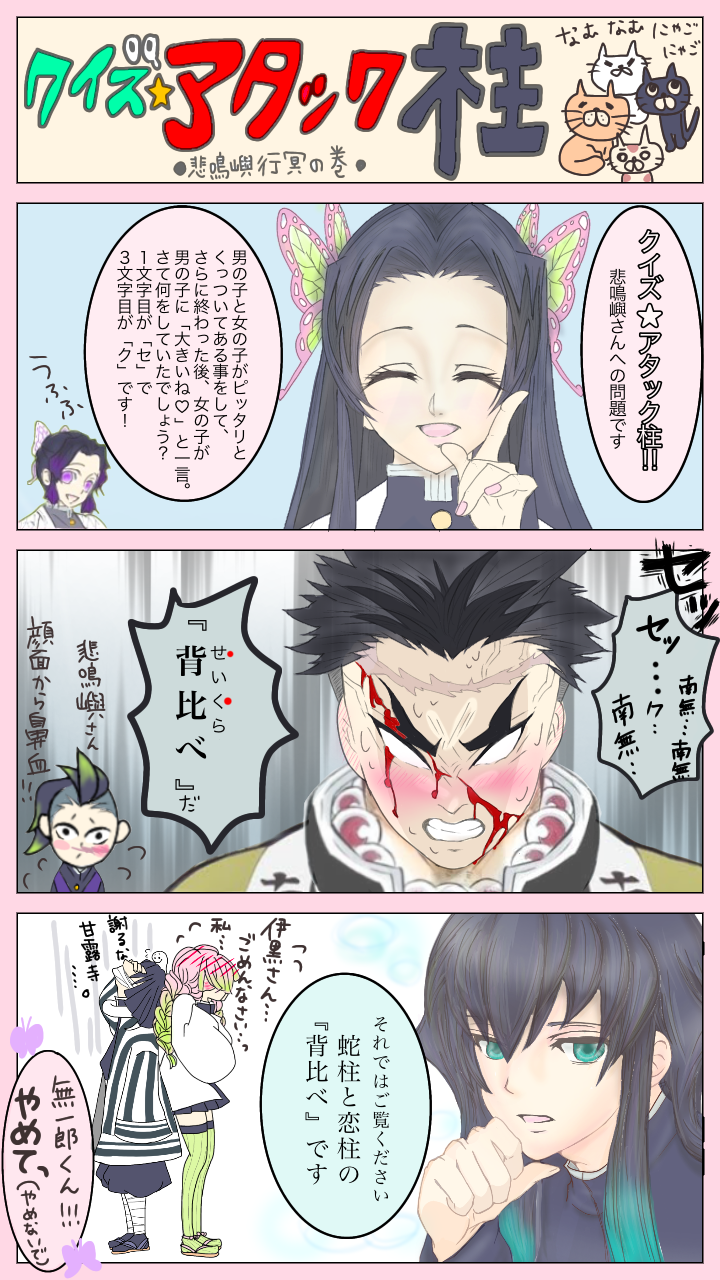 クイズ☆アタック柱
●悲鳴嶼行冥の巻●
なむ なむ にゃご
にゃご
クイズ★アタック柱!!
悲鳴嶼さんへの問題です
男の子と女の子がピッタリと
くっついてある事をして、
さらに終わった後、女の子が
男の子に「大きいね♡」と一言。
さて何をしていたでしょう？
１文字目が「セ」で
３文字目が「ク」です！
うふふ
セッ
セッ…ク…
南無…南無
南無…
『背比べ』だ
せいくら
悲鳴嶼さん
顔面から鼻血!!
それではご覧ください
蛇柱と恋柱の
『背比べ』です
伊黒さん…
私…
ごめんなさい…っ
謝るな
甘露寺
……。
無一郎くん!!!
やめてっ
(やめないで)